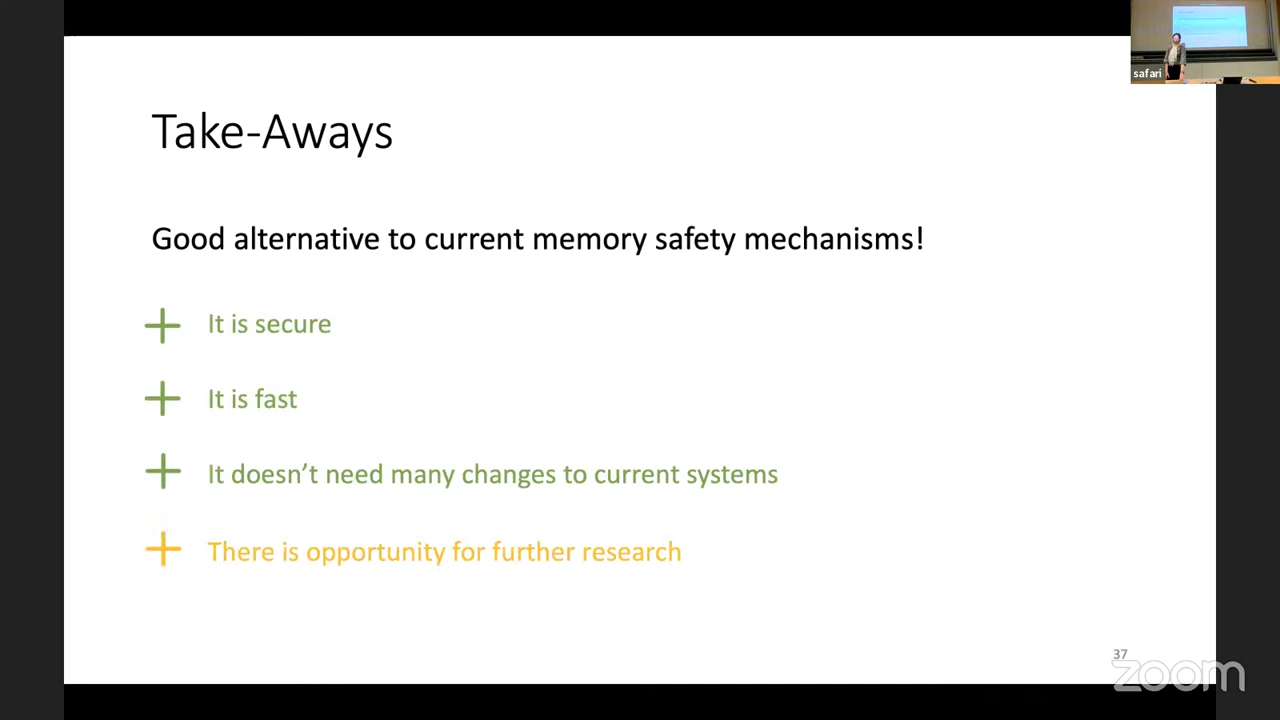 safari
Take-Aways
Good alternative to current memory safety mechanisms!
It is secure
It is fast
It doesn’t need many changes to current systems
There is opportunity for further research
37
zoom